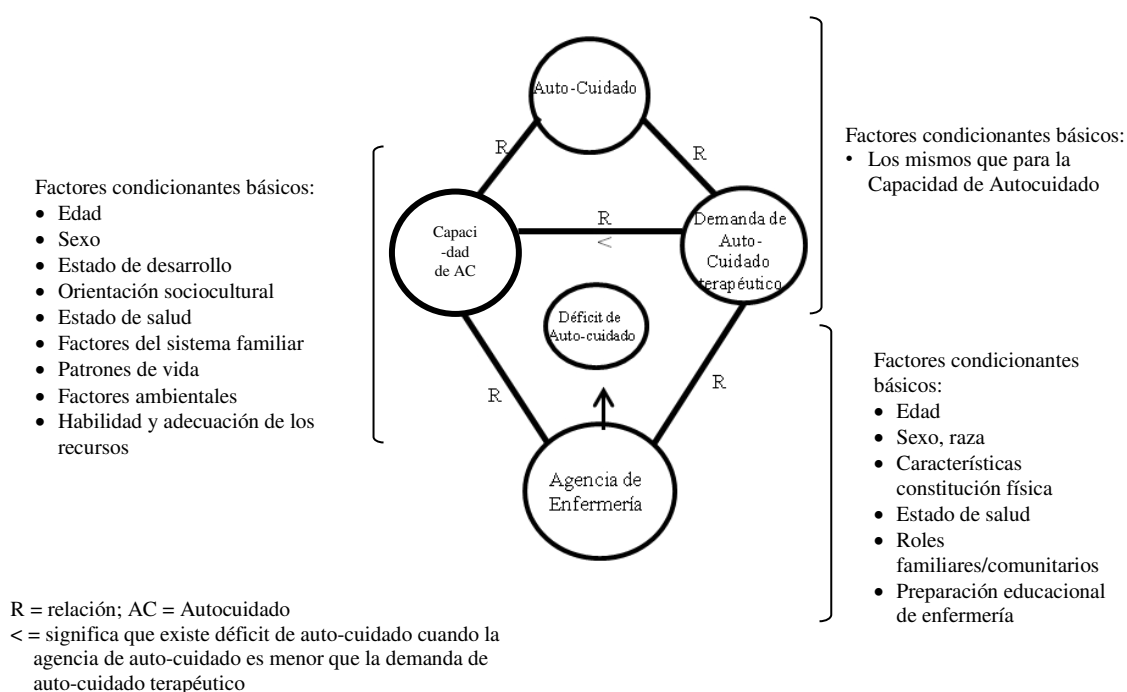 Auto-Cuidado
R
R
Factores condicionantes básicos:
• Los mismos que para la
Capacidad de Autocuidado
Factores condicionantes básicos:
• Edad
• Sexo
• Estado de desarrollo
• Orientación sociocultural
• Estado de salud
• Factores del sistema familiar
• Patrones de vida
• Factores ambientales
• Habilidad y adecuación de los
recursos
Capaci
-dad
de AC
R
<
Demanda de
Auto-
Cuidado
terapéutico
Déficit de
Auto-cuidado
R
R
Agencia de
Enfermería
Factores condicionantes
básicos:
• Edad
• Sexo, raza
• Características
constitución física
• Estado de salud
• Roles
familiares/comunitarios
• Preparación educacional
de enfermería
R = relación; AC = Autocuidado
< = significa que existe déficit de auto-cuidado cuando la
agencia de auto-cuidado es menor que la demanda de
auto-cuidado terapéutico